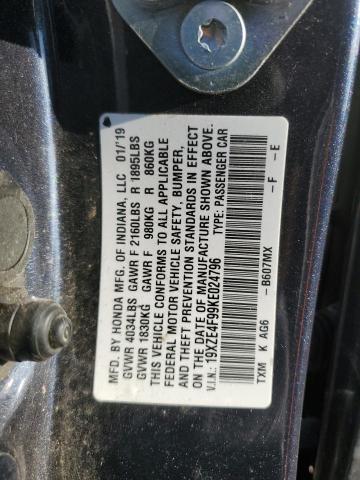 MFD. BY HONDA MFG. OF INDIANA, LLC 01/'19
GVWR 4034LBS GAWR F 2160LBS R 1895LBS
GVWR 1830KG GAWR F 980KG R 860KG
THIS VEHICLE CONFORMS TO ALL APPLICABLE
FEDERAL MOTOR VEHICLE SAFETY, BUMPER,
AND THEFT PREVENTION STANDARDS IN EFFECT
ON THE DATE OF MANUFACTURE SHOWN ABOVE.
V.I.N.: 19XZE4F99KE024796 TYPE: PASSENGER CAR
TXM K AG6 -B607MX -F -E